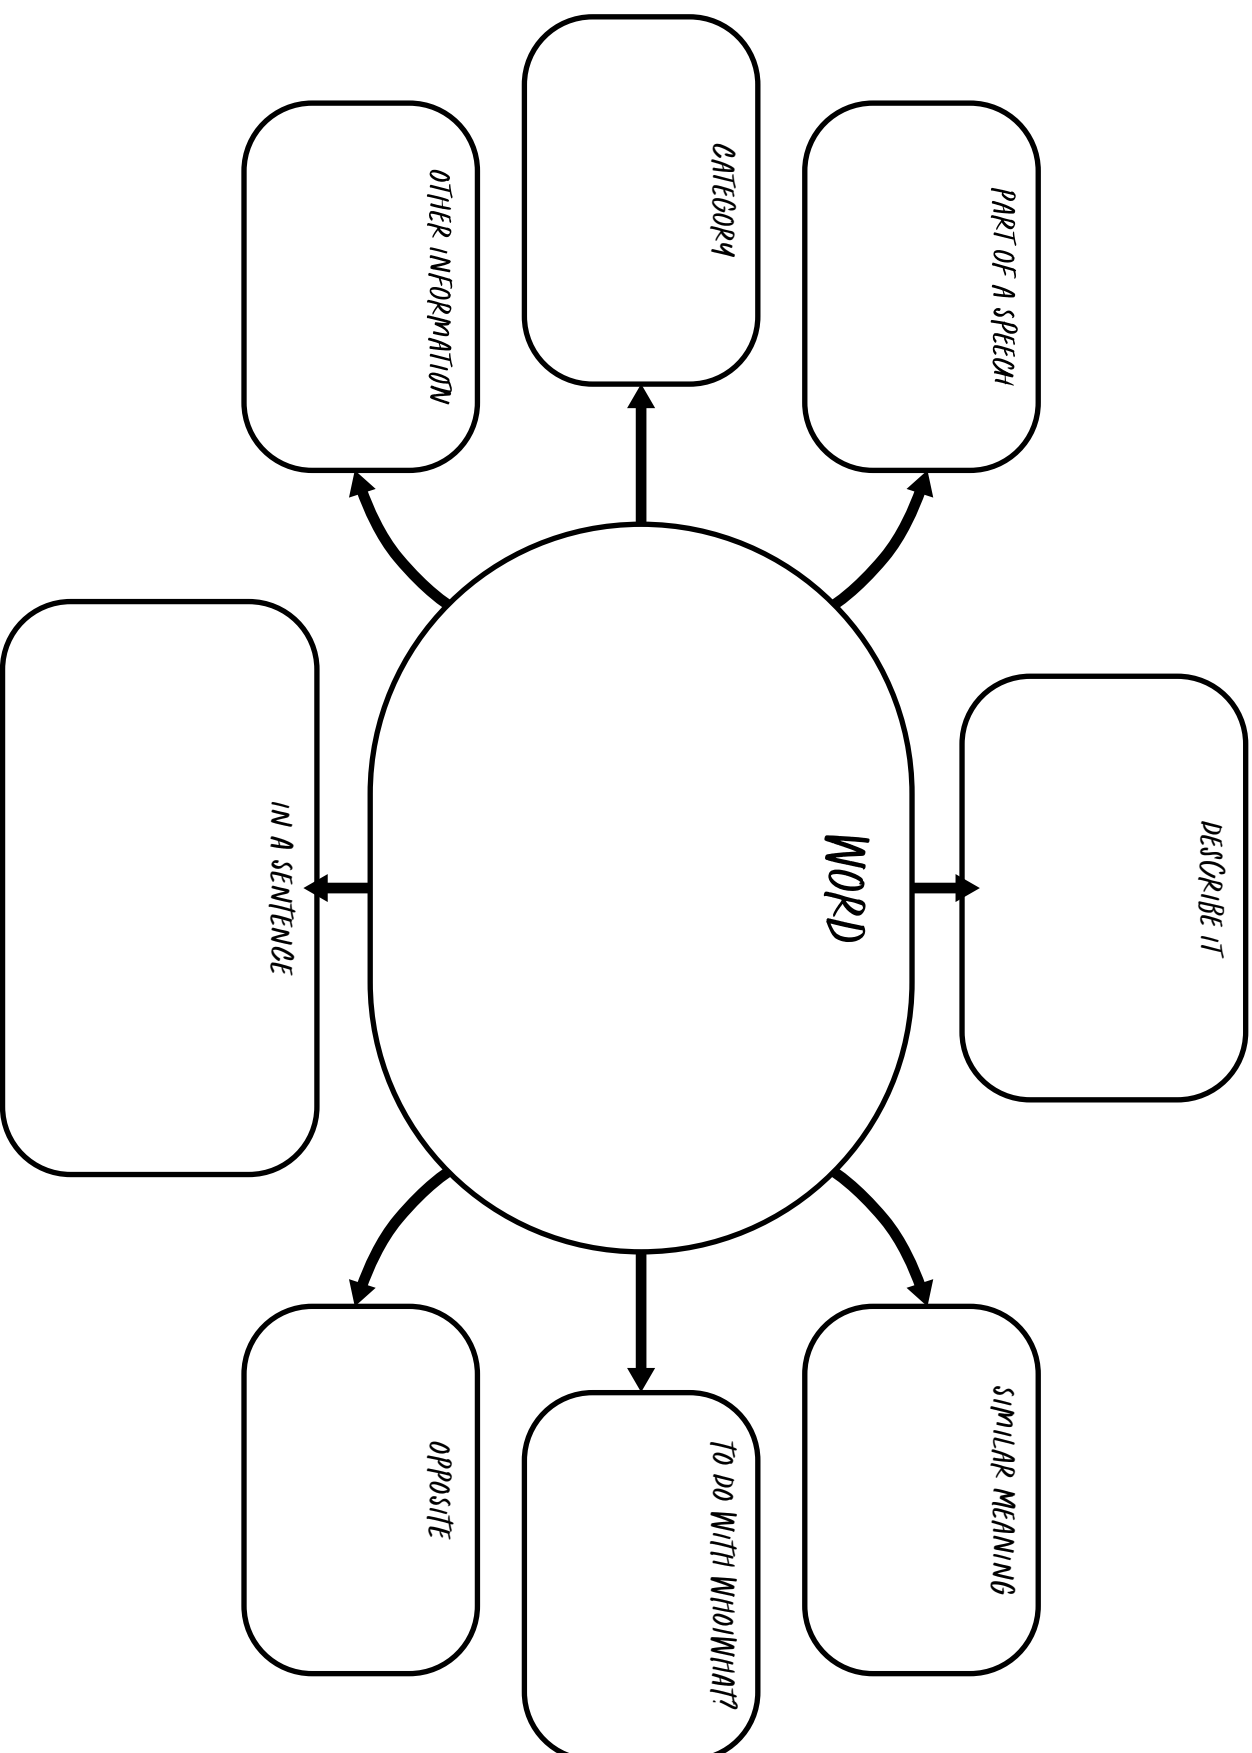 DESCRIBE IT
PART OF A SPEECH
SIMILAR MEANING
WORD
CATEGORY
TO DO WITH WHO|WHAT?
OTHER INFORMATION
OPPOSITE
IN A SENTENCE